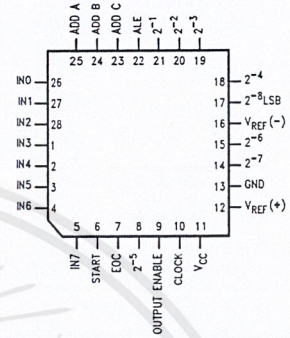 ADD A
ADD B
ADD C
ALE
2⁻¹
2⁻²
2⁻³
25 24 23 22 21 20 19
IN0 26
IN1 27
IN2 28
IN3 1
IN4 2
IN5 3
IN6 4
18 2⁻⁴
17 2⁻⁸LSB
16 VREF(−)
15 2⁻⁶
14 2⁻⁷
13 GND
12 VREF(+)
5 6 7 8 9 10 11
IN7
START
EOC
2⁻⁵
OUTPUT ENABLE
CLOCK
VCC